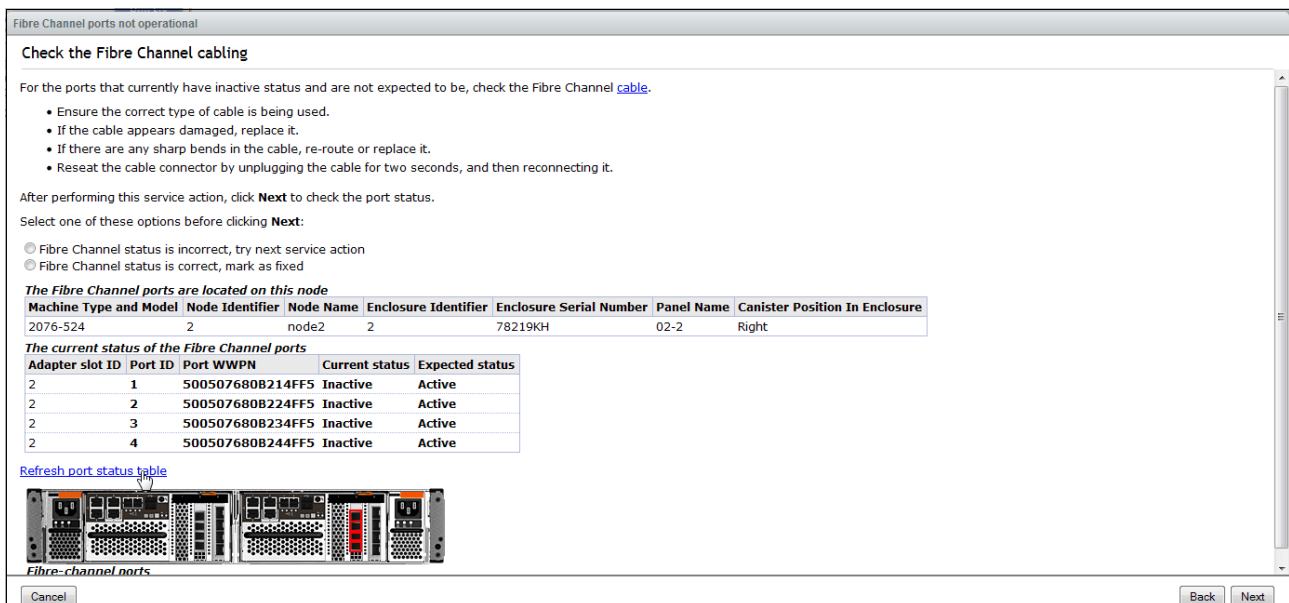 Fibre Channel ports not operational
Check the Fibre Channel cabling
For the ports that currently have inactive status and are not expected to be, check the Fibre Channel cable.
• Ensure the correct type of cable is being used.
• If the cable appears damaged, replace it.
• If there are any sharp bends in the cable, re-route or replace it.
• Reseat the cable connector by unplugging the cable for two seconds, and then reconnecting it.
After performing this service action, click Next to check the port status.
Select one of these options before clicking Next:
Fibre Channel status is incorrect, try next service action
Fibre Channel status is correct, mark as fixed
The Fibre Channel ports are located on this node
Machine Type and Model Node Identifier Node Name Enclosure Identifier Enclosure Serial Number Panel Name Canister Position In Enclosure
2076-524 2 node2 2 78219KH 02-2 Right
The current status of the Fibre Channel ports
Adapter slot ID Port ID Port WWPN Current status Expected status
2 1 500507680B214FF5 Inactive Active
2 2 500507680B224FF5 Inactive Active
2 3 500507680B234FF5 Inactive Active
2 4 500507680B244FF5 Inactive Active
Refresh port status table
Fibre-channel ports
Cancel Back Next